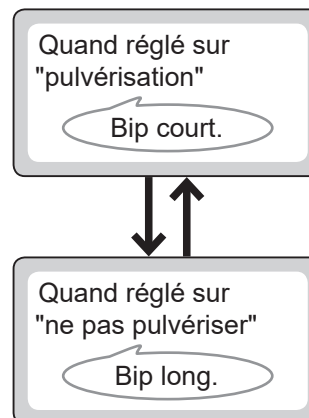 Quand réglé sur
"pulvérisation"
Bip court.
Quand réglé sur
"ne pas pulvériser"
Bip long.